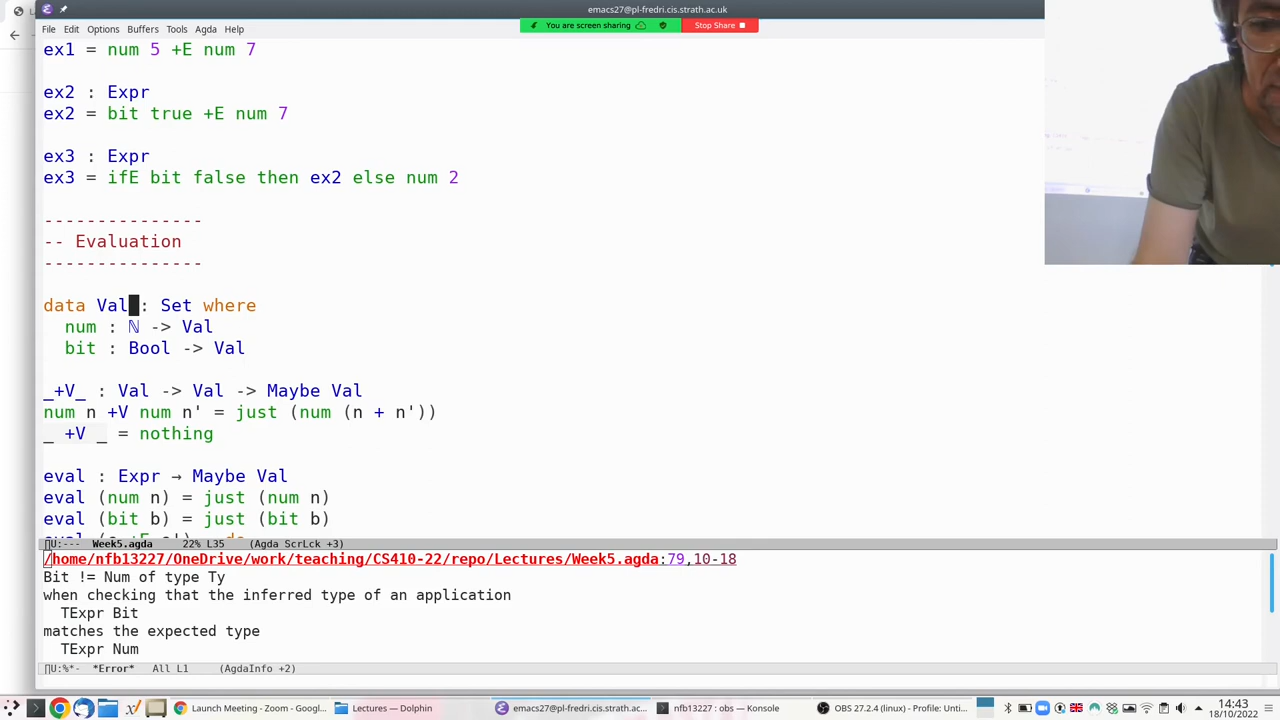 emacs27@pl-fredri.cis.strath.ac.uk
File Edit Options Buffers Tools Agda Help
You are screen sharing Stop Share
ex1 = num 5 +E num 7
ex2 : Expr
ex2 = bit true +E num 7
ex3 : Expr
ex3 = ifE bit false then ex2 else num 2
--------------
-- Evaluation
--------------
data Val : Set where
num : ℕ -> Val
bit : Bool -> Val
_+V_ : Val -> Val -> Maybe Val
num n +V num n' = just (num (n + n'))
_ +V _ = nothing
eval : Expr → Maybe Val
eval (num n) = just (num n)
eval (bit b) = just (bit b)
U:--- Week5.agda 22% L35 (Agda ScrLck +3)
/home/nfb13227/OneDrive/work/teaching/CS410-22/repo/Lectures/Week5.agda:79,10-18
Bit != Num of type Ty
when checking that the inferred type of an application
TExpr Bit
matches the expected type
TExpr Num
U:%*- *Error* All L1 (AgdaInfo +2)
Launch Meeting - Zoom - Googl... Lectures — Dolphin emacs27@pl-fredri.cis.strath.ac.... nfb13227 : obs — Konsole OBS 27.2.4 (linux) - Profile: Unti... 14:43
18/10/2022